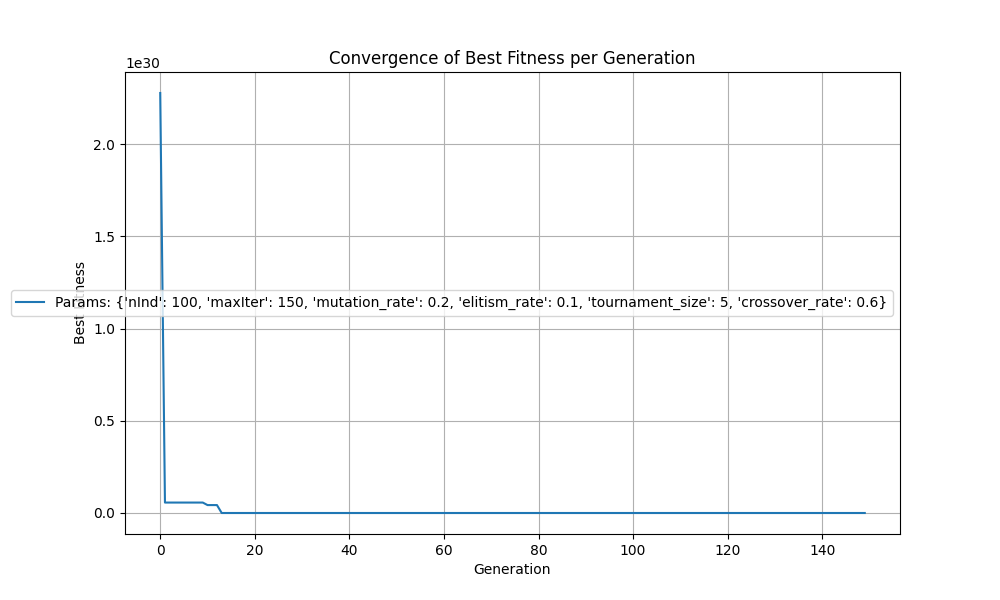 Convergence of Best Fitness per Generation
1e30
2.0
1.5
Params: {'nInd': 100, 'maxIter': 150, 'mutation_rate': 0.2, 'elitism_rate': 0.1, 'tournament_size': 5, 'crossover_rate': 0.6}
Best
1.0
0.5
0.0
0 20 40 60 80 100 120 140
Generation